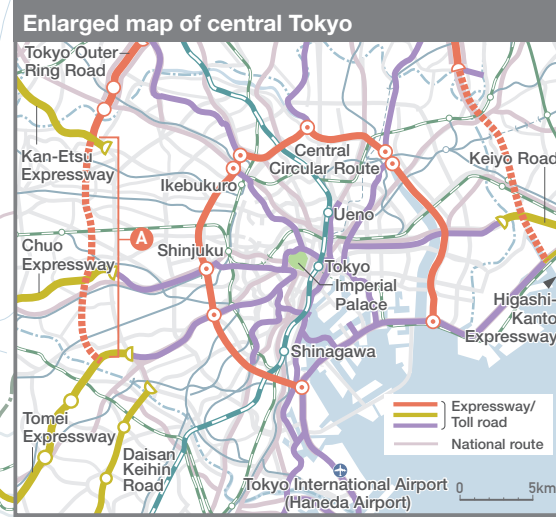 Enlarged map of central Tokyo
Tokyo Outer
Ring Road
Kan-Etsu
Expressway
Central
Circular Route
Keiyo Road
Ikebukuro
Ueno
A
Shinjuku
Chuo
Expressway
Tokyo
Imperial
Palace
Higashi-
Kanto
Expressway
Shinagawa
Expressway/
Toll road
National route
Tomei
Expressway
Daisan
Keihin
Road
Tokyo International Airport
(Haneda Airport)
0 5km